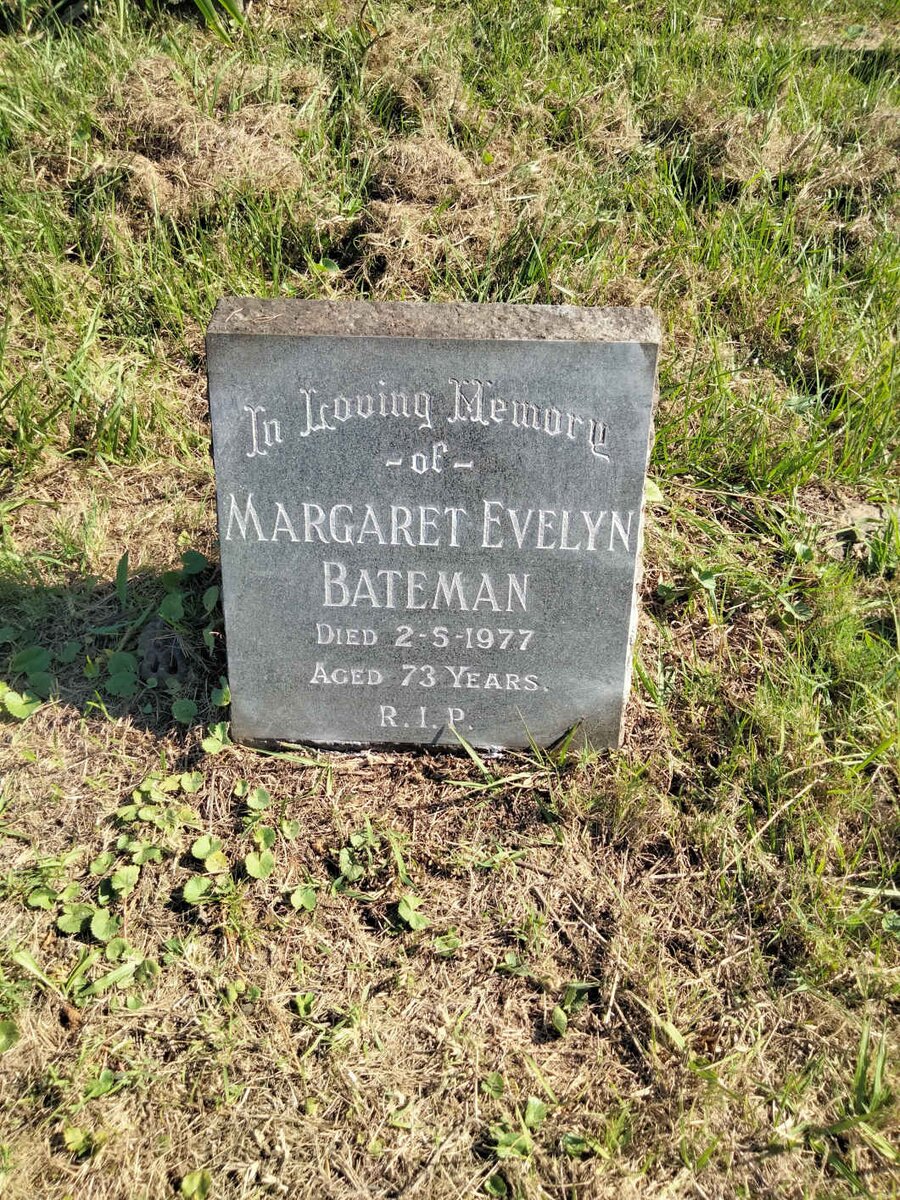 In Loving Memory
- of -
MARGARET EVELYN
BATEMAN
DIED 2-5-1977
AGED 73 YEARS.
R.I.P.